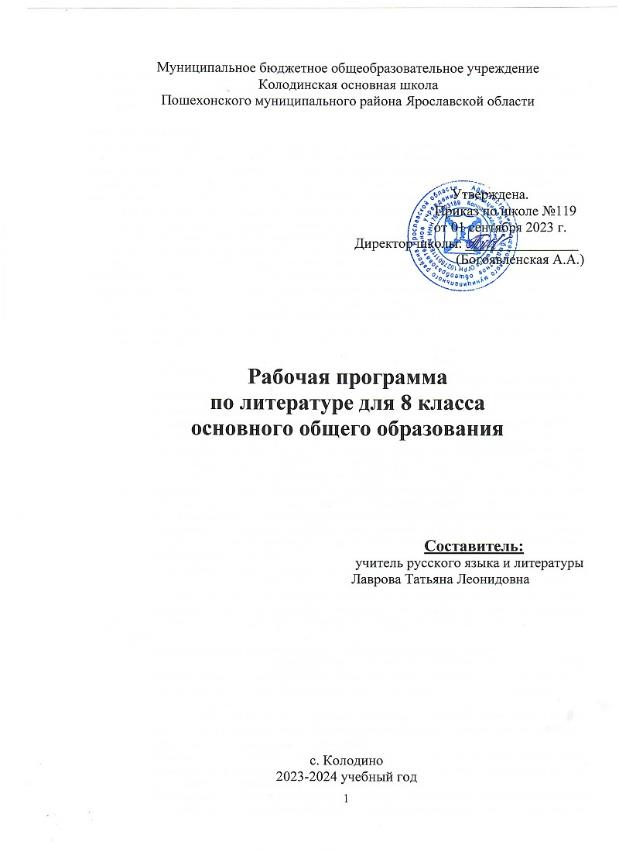 Муниципальное бюджетное общеобразовательное учреждение
Колодинская основная школа
Пошехонского муниципального района Ярославской области
Утверждена.
Приказ по школе №119
от 01 сентября 2023 г.
Директор школы:
(Богоявленская А.А.)
Рабочая программа
по литературе для 8 класса
основного общего образования
Составитель:
учитель русского языка и литературы
Лаврова Татьяна Леонидовна
с. Колодино
2023-2024 учебный год
1